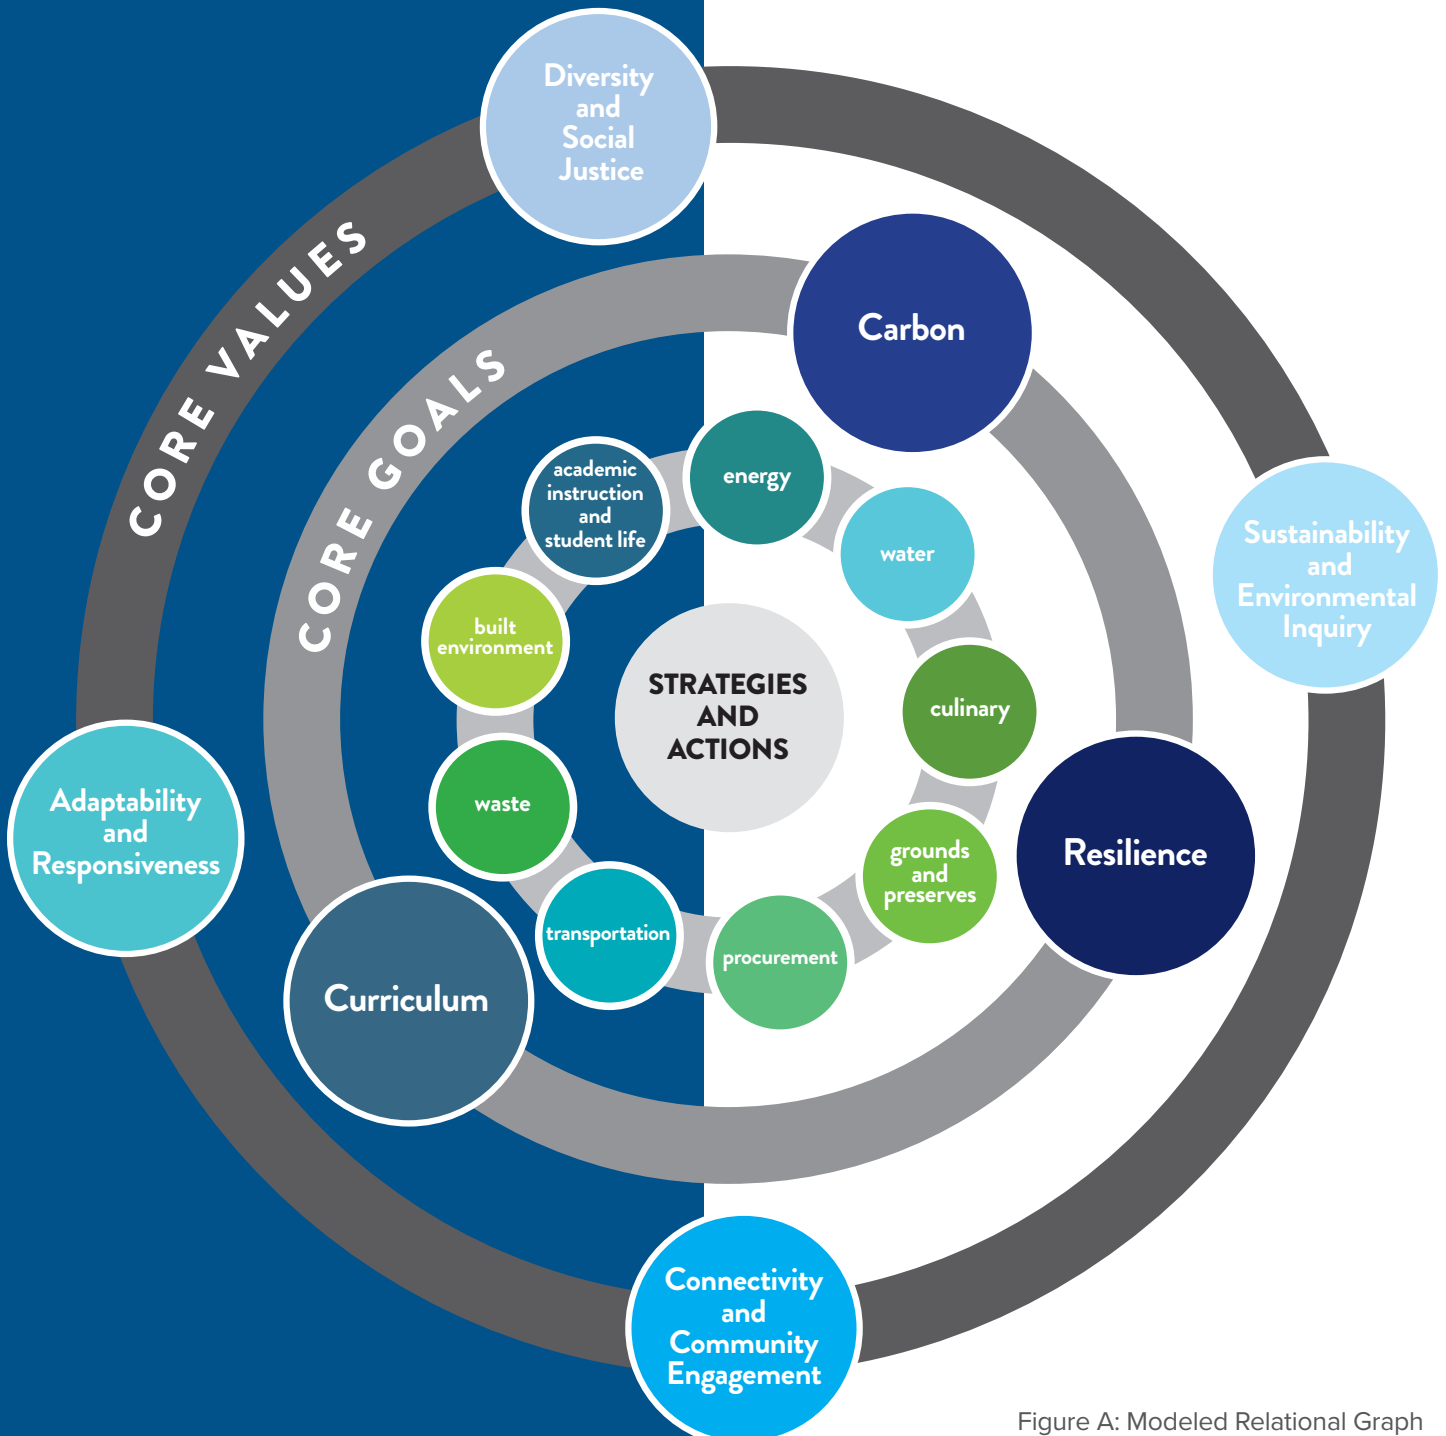 Diversity
and
Social
Justice
CORE VALUES
Carbon
CORE GOALS
academic
instruction
and
student life
energy
water
Sustainability
and
Environmental
Inquiry
built
environment
STRATEGIES
AND
ACTIONS
culinary
Adaptability
and
Responsiveness
waste
grounds
and
preserves
Resilience
transportation
procurement
Curriculum
Connectivity
and
Community
Engagement
Figure A: Modeled Relational Graph